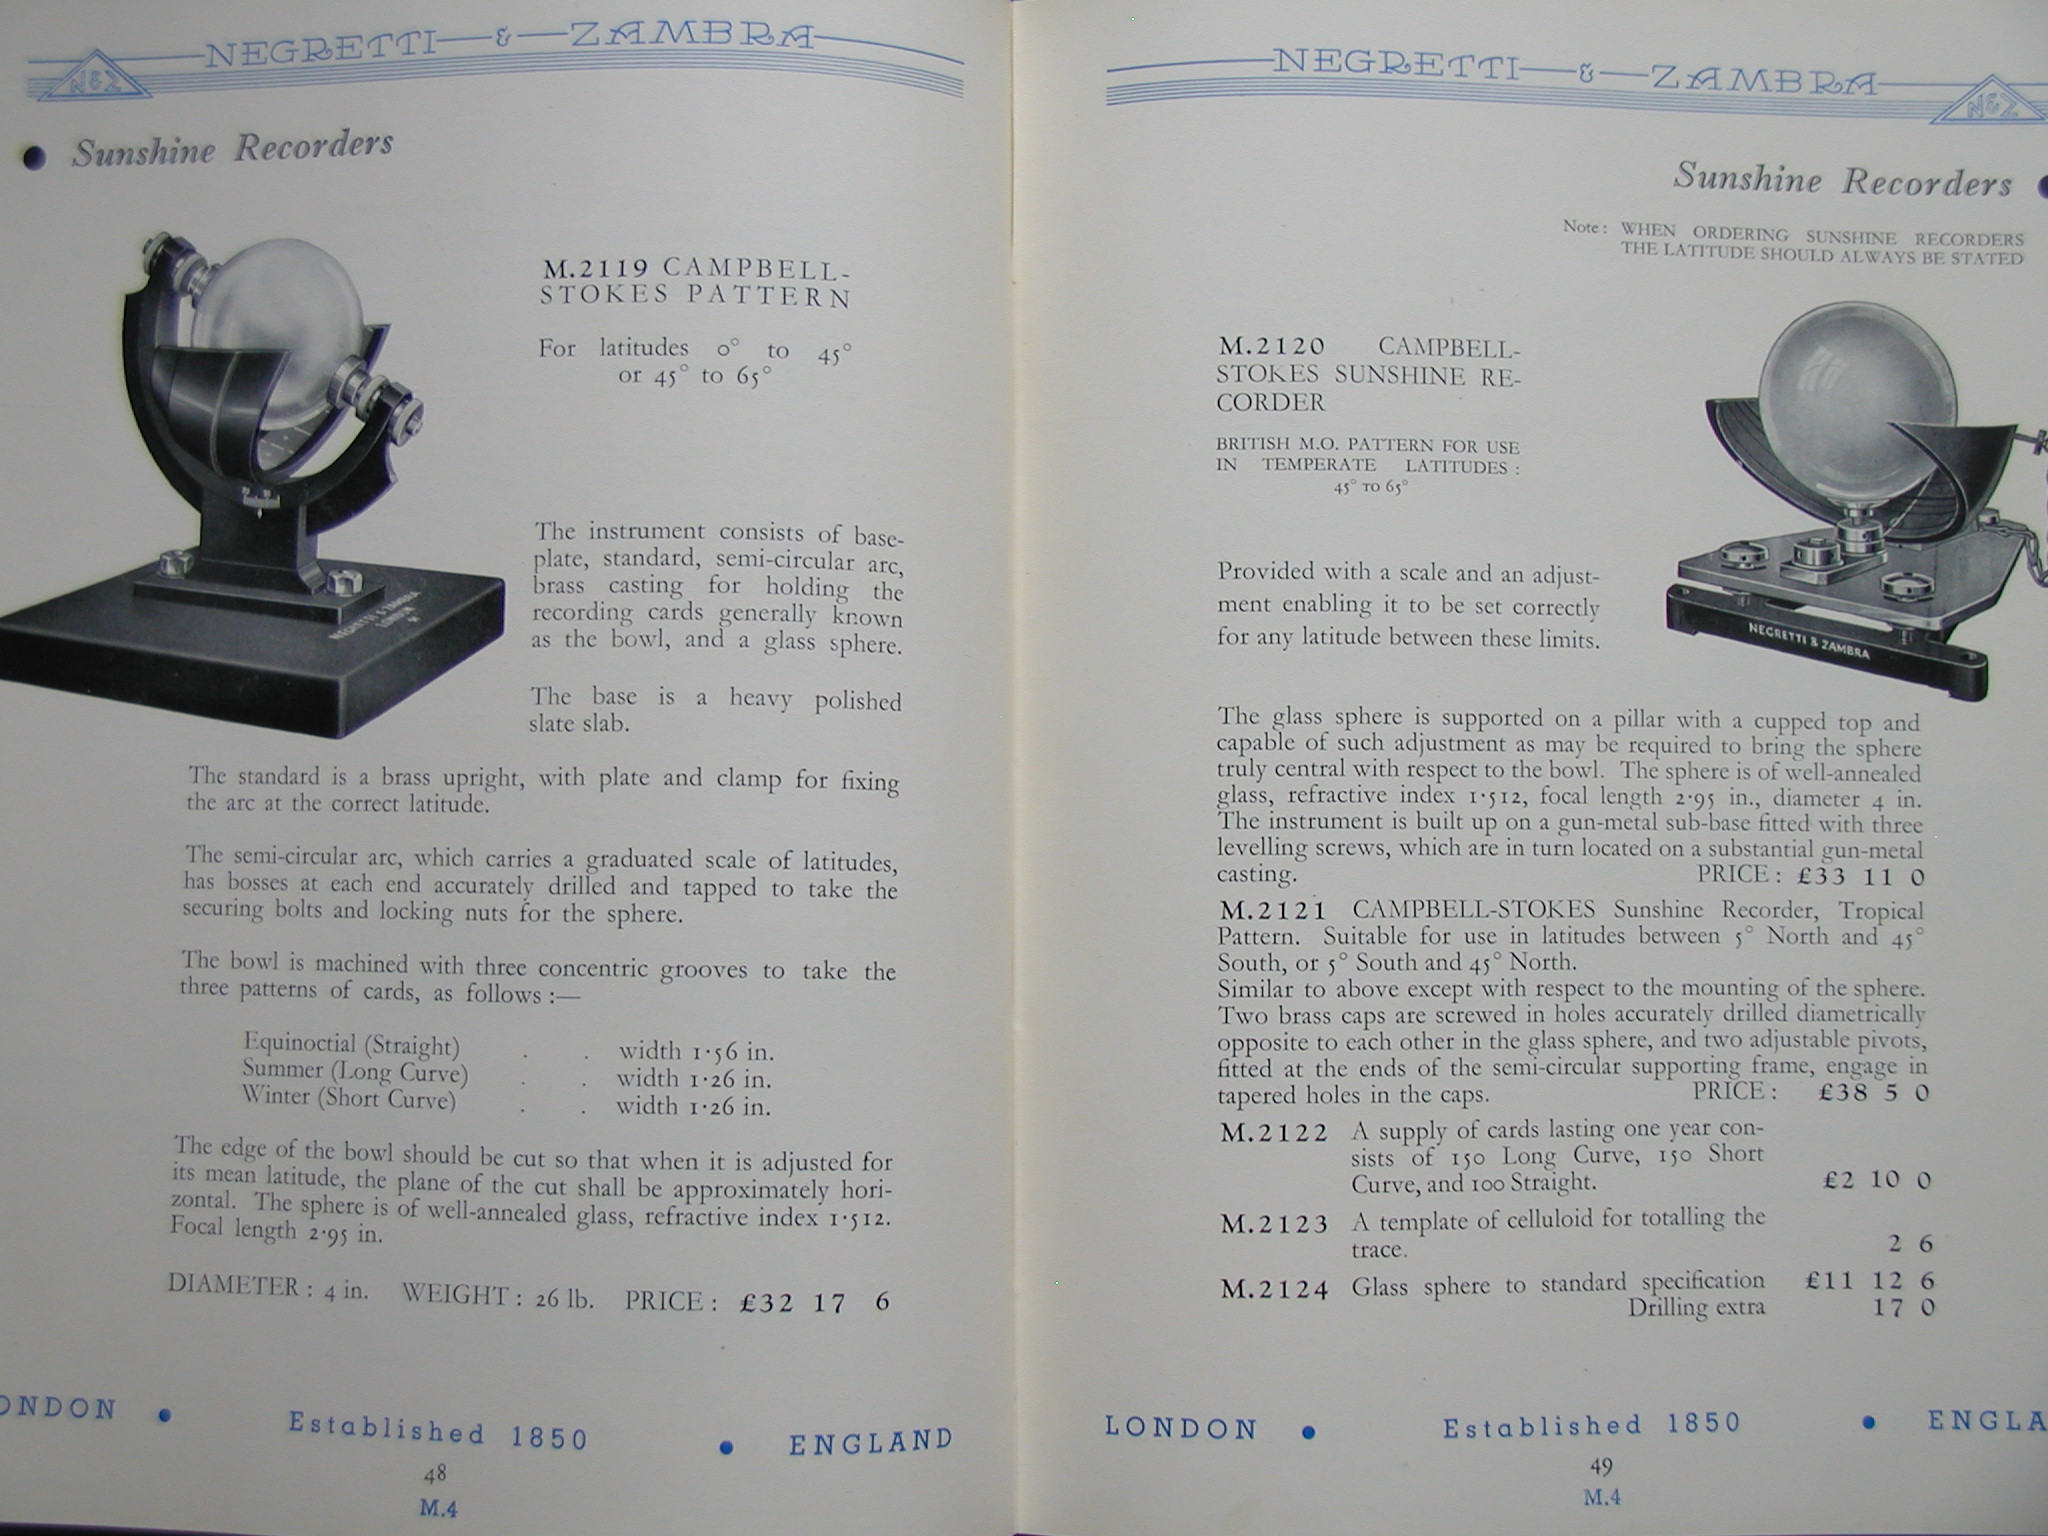 NEGRETTI & ZAMBRA
N&Z
Sunshine Recorders
M.2119 CAMPBELL-
STOKES PATTERN
For latitudes 0° to 45°
or 45° to 65°
The instrument consists of base-
plate, standard, semi-circular arc,
brass casting for holding the
recording cards generally known
as the bowl, and a glass sphere.
The base is a heavy polished
slate slab.
NEGRETTI & ZAMBRA
LONDON
The standard is a brass upright, with plate and clamp for fixing
the arc at the correct latitude.
The semi-circular arc, which carries a graduated scale of latitudes,
has bosses at each end accurately drilled and tapped to take the
securing bolts and locking nuts for the sphere.
The bowl is machined with three concentric grooves to take the
three patterns of cards, as follows :—
Equinoctial (Straight) . . width 1·56 in.
Summer (Long Curve) . . width 1·26 in.
Winter (Short Curve) . . width 1·26 in.
The edge of the bowl should be cut so that when it is adjusted for
its mean latitude, the plane of the cut shall be approximately hori-
zontal. The sphere is of well-annealed glass, refractive index 1·512.
Focal length 2·95 in.
DIAMETER : 4 in. WEIGHT : 26 lb. PRICE : £32 17 6
ONDON • Established 1850 • ENGLAND
48
M.4
NEGRETTI & ZAMBRA
N&Z
Sunshine Recorders
Note : WHEN ORDERING SUNSHINE RECORDERS
THE LATITUDE SHOULD ALWAYS BE STATED
M.2120 CAMPBELL-
STOKES SUNSHINE RE-
CORDER
BRITISH M.O. PATTERN FOR USE
IN TEMPERATE LATITUDES :
45° TO 65°
Provided with a scale and an adjust-
ment enabling it to be set correctly
for any latitude between these limits.
NEGRETTI & ZAMBRA
The glass sphere is supported on a pillar with a cupped top and
capable of such adjustment as may be required to bring the sphere
truly central with respect to the bowl. The sphere is of well-annealed
glass, refractive index 1·512, focal length 2·95 in., diameter 4 in.
The instrument is built up on a gun-metal sub-base fitted with three
levelling screws, which are in turn located on a substantial gun-metal
casting. PRICE : £33 11 0
M.2121 CAMPBELL-STOKES Sunshine Recorder, Tropical
Pattern. Suitable for use in latitudes between 5° North and 45°
South, or 5° South and 45° North.
Similar to above except with respect to the mounting of the sphere.
Two brass caps are screwed in holes accurately drilled diametrically
opposite to each other in the glass sphere, and two adjustable pivots,
fitted at the ends of the semi-circular supporting frame, engage in
tapered holes in the caps. PRICE : £38 5 0
M.2122 A supply of cards lasting one year con-
sists of 150 Long Curve, 150 Short
Curve, and 100 Straight. £2 10 0
M.2123 A template of celluloid for totalling the
trace. 2 6
M.2124 Glass sphere to standard specification £11 12 6
Drilling extra 17 0
LONDON • Established 1850 • ENGLA
49
M.4